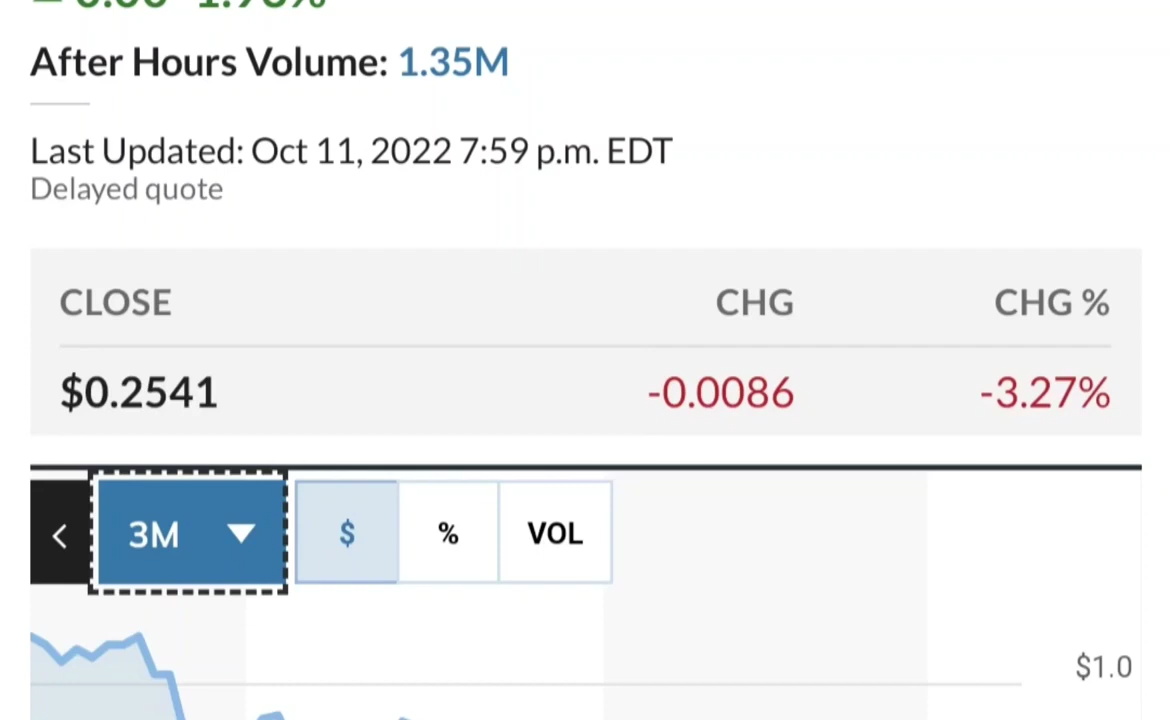 After Hours Volume: 1.35M
Last Updated: Oct 11, 2022 7:59 p.m. EDT
Delayed quote
CLOSE CHG CHG %
$0.2541 -0.0086 -3.27%
< 3M ▼ $ % VOL
$1.0